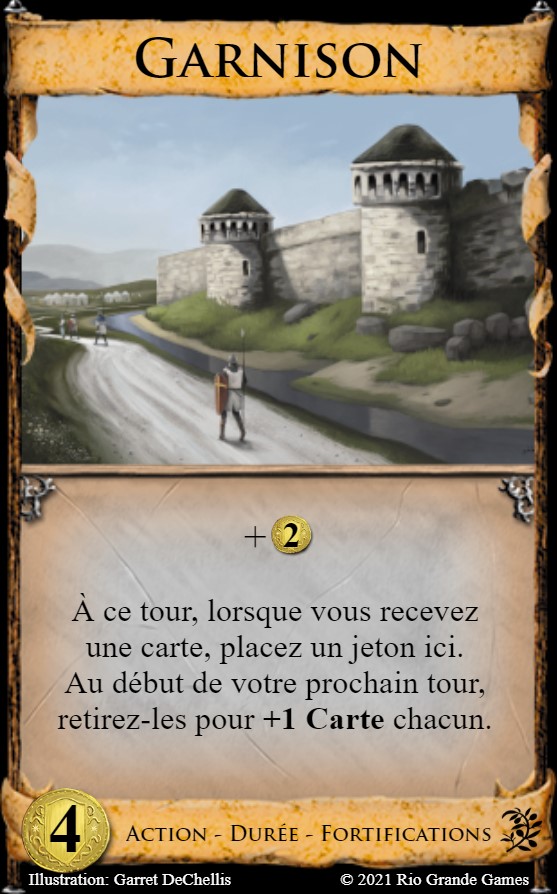 GARNISON
+ 2
À ce tour, lorsque vous recevez
une carte, placez un jeton ici.
Au début de votre prochain tour,
retirez-les pour +1 Carte chacun.
4 ACTION - DURÉE - FORTIFICATIONS
Illustration: Garret DeChellis © 2021 Rio Grande Games